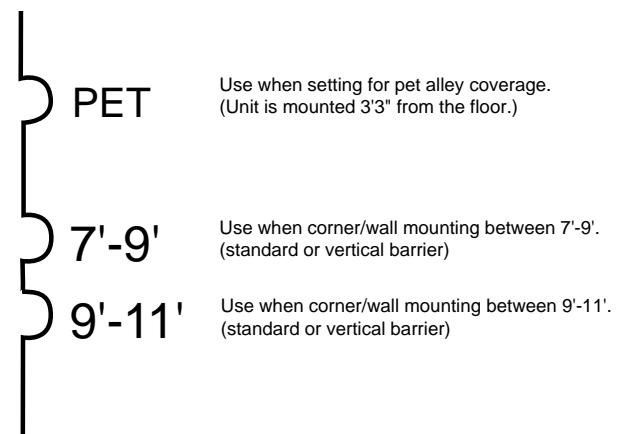 PET
Use when setting for pet alley coverage.
(Unit is mounted 3'3" from the floor.)
7'-9'
Use when corner/wall mounting between 7'-9'.
(standard or vertical barrier)
9'-11'
Use when corner/wall mounting between 9'-11'.
(standard or vertical barrier)